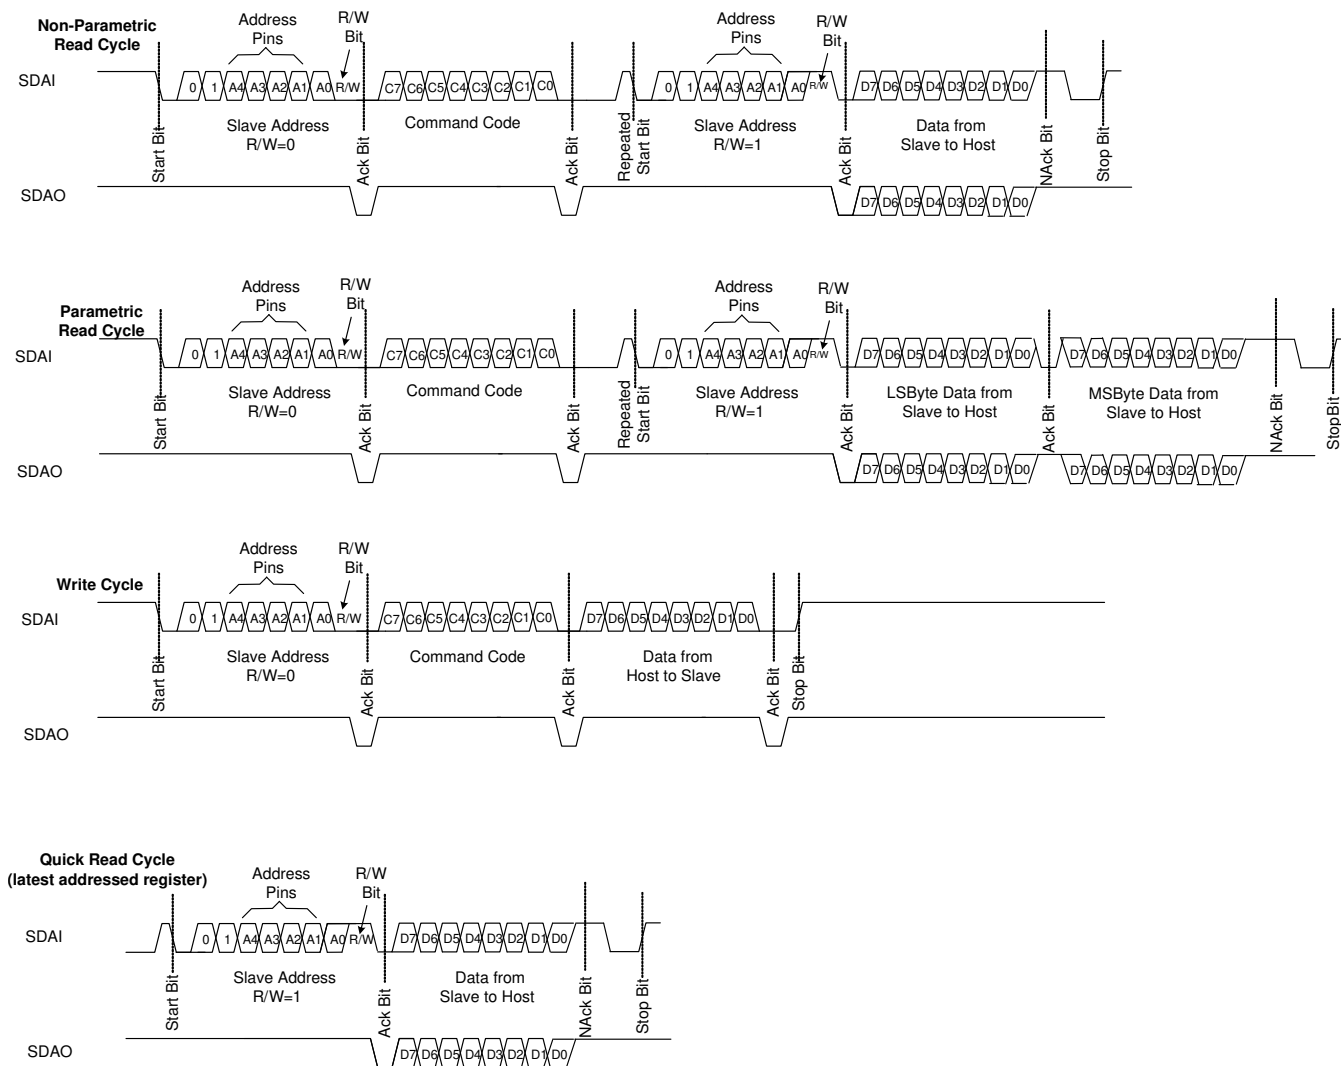 Non-Parametric
Read Cycle
Address
Pins
R/W
Bit
Address
Pins
R/W
Bit
SDAI
0 1 A4 A3 A2 A1 A0 R/W
C7 C6 C5 C4 C3 C2 C1 C0
0 1 A4 A3 A2 A1 A0 R/W
D7 D6 D5 D4 D3 D2 D1 D0
Start Bit
Slave Address
R/W=0
Ack Bit
Command Code
Ack Bit
Repeated
Start Bit
Slave Address
R/W=1
Ack Bit
Data from
Slave to Host
NAck Bit
Stop Bit
SDAO
D7 D6 D5 D4 D3 D2 D1 D0
Parametric
Read Cycle
Address
Pins
R/W
Bit
Address
Pins
R/W
Bit
SDAI
0 1 A4 A3 A2 A1 A0 R/W
C7 C6 C5 C4 C3 C2 C1 C0
0 1 A4 A3 A2 A1 A0 R/W
D7 D6 D5 D4 D3 D2 D1 D0
D7 D6 D5 D4 D3 D2 D1 D0
Start Bit
Slave Address
R/W=0
Ack Bit
Command Code
Ack Bit
Repeated
Start Bit
Slave Address
R/W=1
Ack Bit
LSByte Data from
Slave to Host
Ack Bit
MSByte Data from
Slave to Host
NAck Bit
StopBit
SDAO
D7 D6 D5 D4 D3 D2 D1 D0
D7 D6 D5 D4 D3 D2 D1 D0
Write Cycle
Address
Pins
R/W
Bit
SDAI
0 1 A4 A3 A2 A1 A0 R/W
C7 C6 C5 C4 C3 C2 C1 C0
D7 D6 D5 D4 D3 D2 D1 D0
Start Bit
Slave Address
R/W=0
Ack Bit
Command Code
Ack Bit
Data from
Host to Slave
Ack Bit
Stop Bit
SDAO
Quick Read Cycle
(latest addressed register)
Address
Pins
R/W
Bit
SDAI
0 1 A4 A3 A2 A1 A0 R/W
D7 D6 D5 D4 D3 D2 D1 D0
Start Bit
Slave Address
R/W=1
Ack Bit
Data from
Slave to Host
NAck Bit
Stop Bit
SDAO
D7 D6 D5 D4 D3 D2 D1 D0